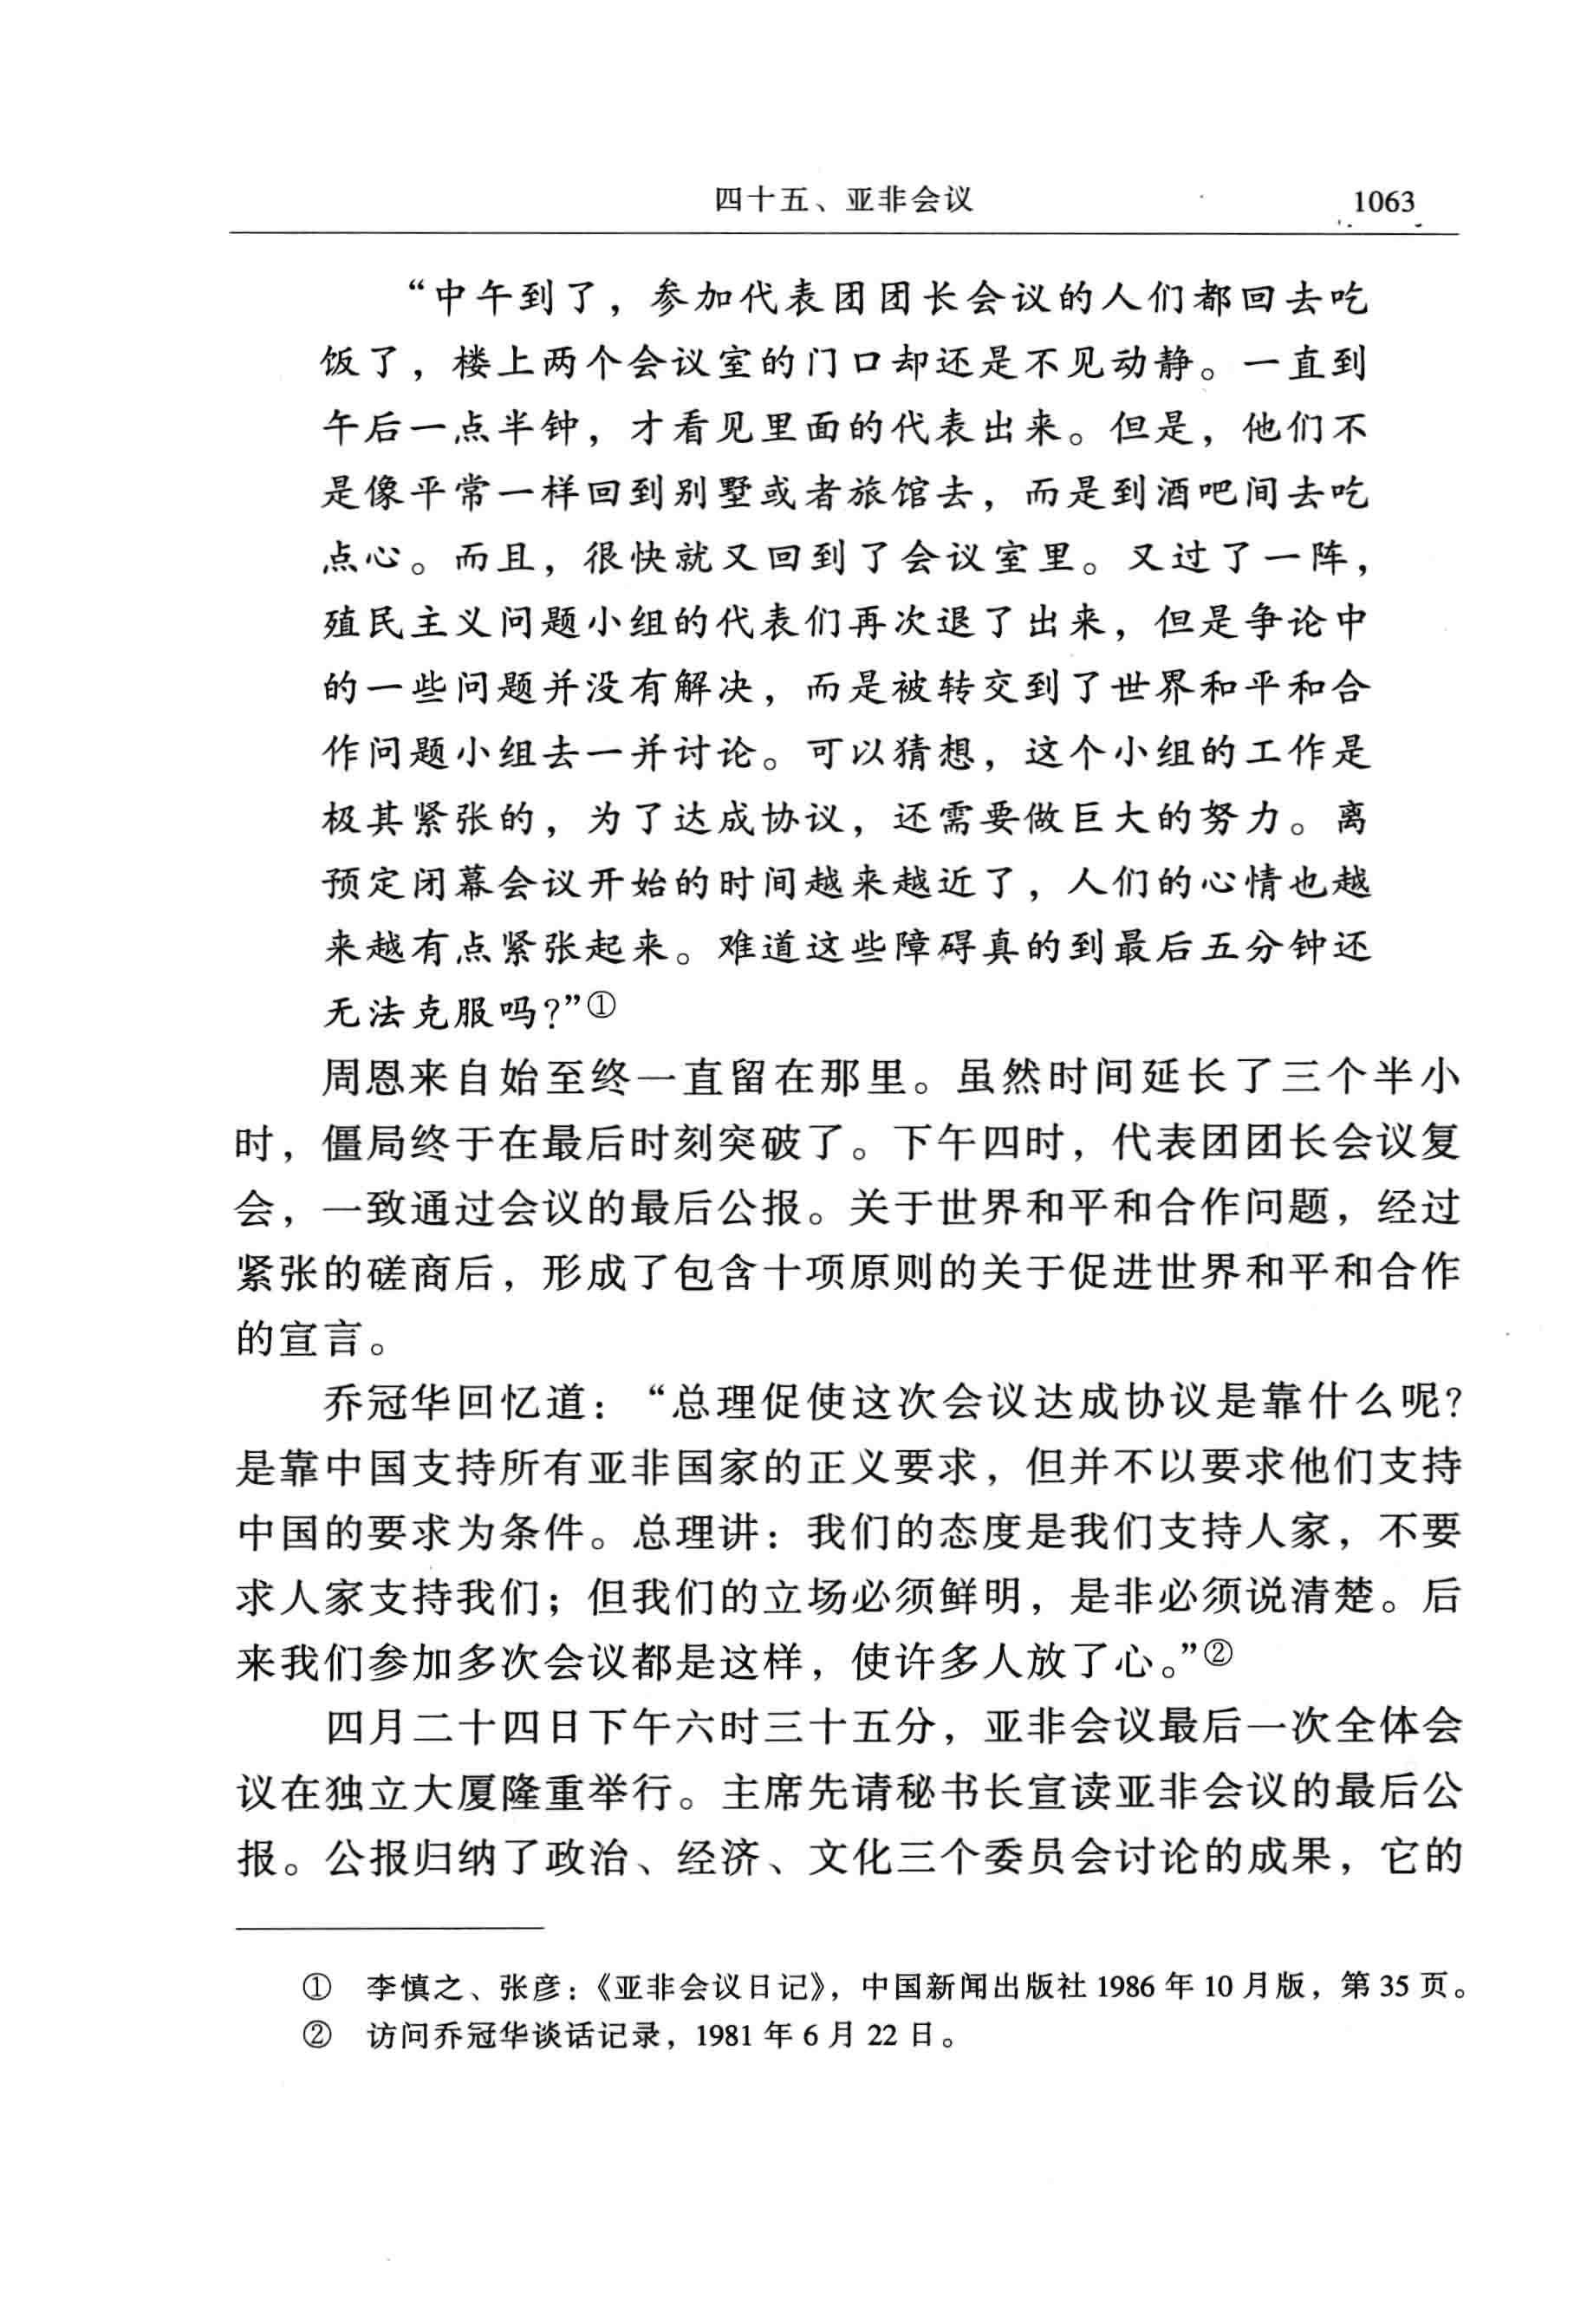 四十五、亚非会议 1063
“中午到了，参加代表团团长会议的人们都回去吃
饭了，楼上两个会议室的门口却还是不见动静。一直到
午后一点半钟，才看见里面的代表出来。但是，他们不
是像平常一样回到别墅或者旅馆去，而是到酒吧间去吃
点心。而且，很快就又回到了会议室里。又过了一阵，
殖民主义问题小组的代表们再次退了出来，但是争论中
的一些问题并没有解决，而是被转交到了世界和平和合
作问题小组去一并讨论。可以猜想，这个小组的工作是
极其紧张的，为了达成协议，还需要做巨大的努力。离
预定闭幕会议开始的时间越来越近了，人们的心情也越
来越有点紧张起来。难道这些障碍真的到最后五分钟还
无法克服吗?”①
周恩来自始至终一直留在那里。虽然时间延长了三个半小
时，僵局终于在最后时刻突破了。下午四时，代表团团长会议复
会，一致通过会议的最后公报。关于世界和平和合作问题，经过
紧张的磋商后，形成了包含十项原则的关于促进世界和平和合作
的宣言。
乔冠华回忆道：“总理促使这次会议达成协议是靠什么呢?
是靠中国支持所有亚非国家的正义要求，但并不以要求他们支持
中国的要求为条件。总理讲：我们的态度是我们支持人家，不要
求人家支持我们；但我们的立场必须鲜明，是非必须说清楚。后
来我们参加多次会议都是这样，使许多人放了心。”②
四月二十四日下午六时三十五分，亚非会议最后一次全体会
议在独立大厦隆重举行。主席先请秘书长宣读亚非会议的最后公
报。公报归纳了政治、经济、文化三个委员会讨论的成果，它的
① 李慎之、张彦：《亚非会议日记》，中国新闻出版社 1986 年 10 月版，第 35 页。
② 访问乔冠华谈话记录，1981 年 6 月 22 日。